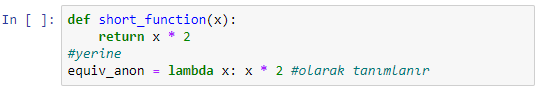 In [ ]: def short_function(x):
    return x * 2
#yerine
equiv_anon = lambda x: x * 2 #olarak tanımlanır